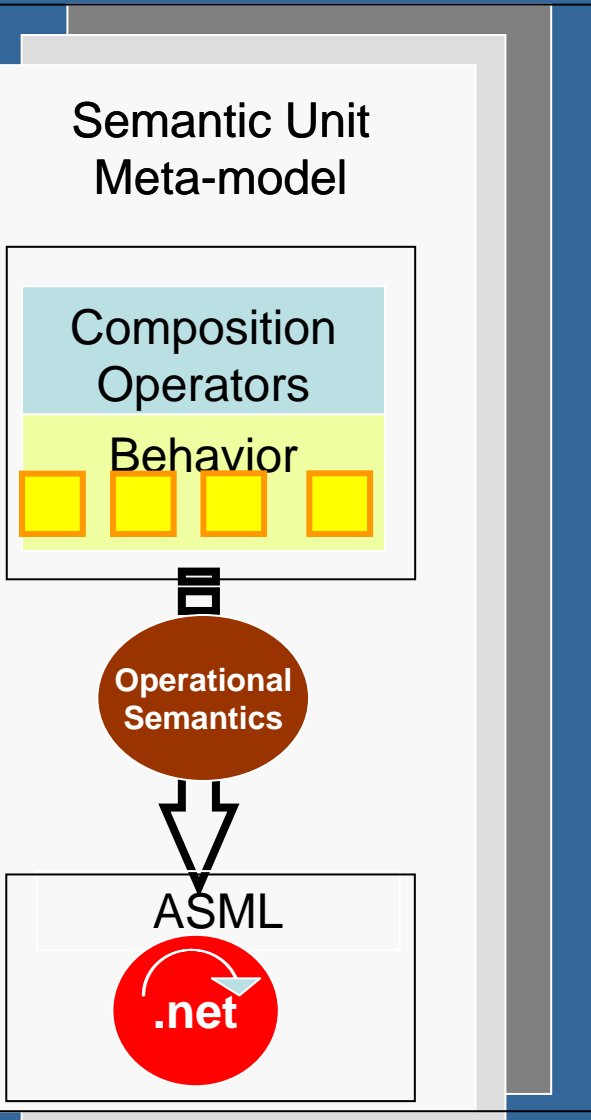 Semantic Unit
Meta-model
Composition
Operators
Behavior
Operational
Semantics
ASML
.net